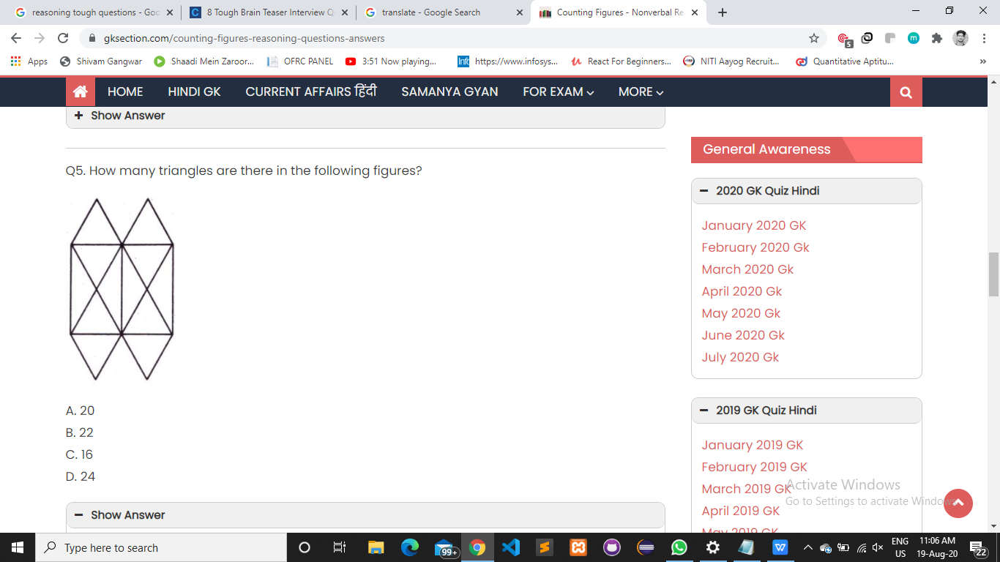 reasoning tough questions - Goo
8 Tough Brain Teaser Interview Q
translate - Google Search
Counting Figures - Nonverbal Re
gksection.com/counting-figures-reasoning-questions-answers
5
m
Apps
Shivam Gangwar
Shaadi Mein Zaroor...
OFRC PANEL
3:51 Now playing...
https://www.infosys...
React For Beginners...
NITI Aayog Recruit...
Quantitative Aptitu...
HOME
HINDI GK
CURRENT AFFAIRS हिंदी
SAMANYA GYAN
FOR EXAM
MORE
+ Show Answer
Q5. How many triangles are there in the following figures?
A. 20
B. 22
C. 16
D. 24
− Show Answer
General Awareness
− 2020 GK Quiz Hindi
January 2020 GK
February 2020 Gk
March 2020 Gk
April 2020 Gk
May 2020 Gk
June 2020 Gk
July 2020 Gk
− 2019 GK Quiz Hindi
January 2019 GK
February 2019 GK
March 2019 GK
April 2019 GK
May 2019 GK
Activate Windows
Go to Settings to activate Windows.
Type here to search
99+
ENG
US
11:06 AM
19-Aug-20
22